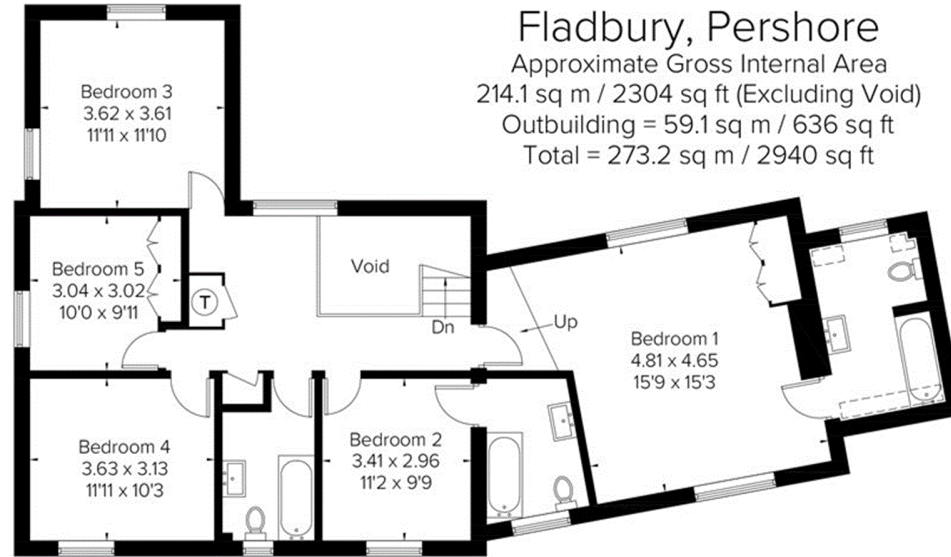 Fladbury, Pershore
Approximate Gross Internal Area
214.1 sq m / 2304 sq ft (Excluding Void)
Outbuilding = 59.1 sq m / 636 sq ft
Total = 273.2 sq m / 2940 sq ft
Bedroom 3
3.62 x 3.61
11'11 x 11'10
Bedroom 5
3.04 x 3.02
10'0 x 9'11
T
Void
Dn
Up
Bedroom 1
4.81 x 4.65
15'9 x 15'3
Bedroom 4
3.63 x 3.13
11'11 x 10'3
Bedroom 2
3.41 x 2.96
11'2 x 9'9